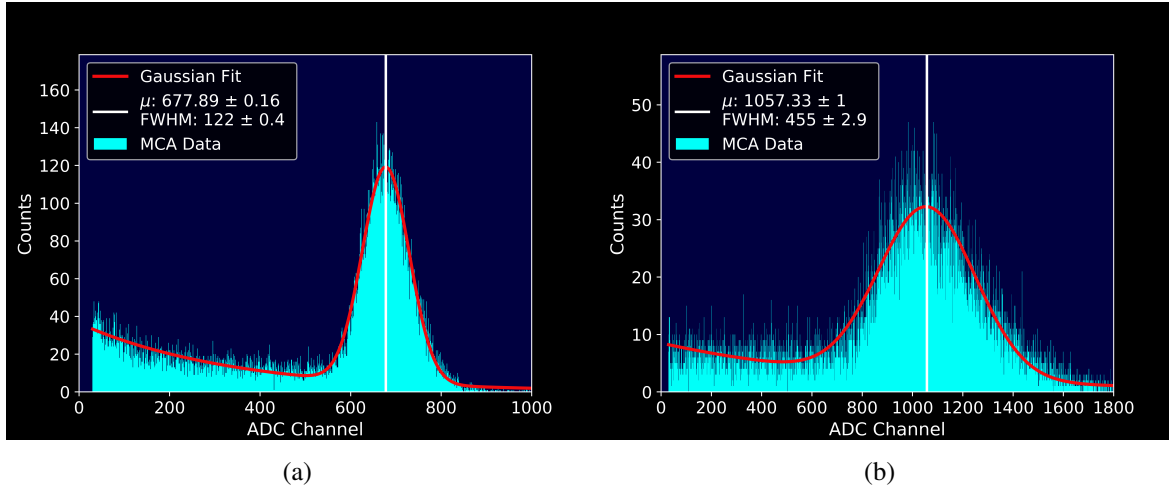 Gaussian Fit
μ: 677.89 ± 0.16
FWHM: 122 ± 0.4
MCA Data
Counts
160
140
120
100
80
60
40
20
0
0 200 400 600 800 1000
ADC Channel
(a)
Gaussian Fit
μ: 1057.33 ± 1
FWHM: 455 ± 2.9
MCA Data
Counts
50
40
30
20
10
0
0 200 400 600 800 1000 1200 1400 1600 1800
ADC Channel
(b)